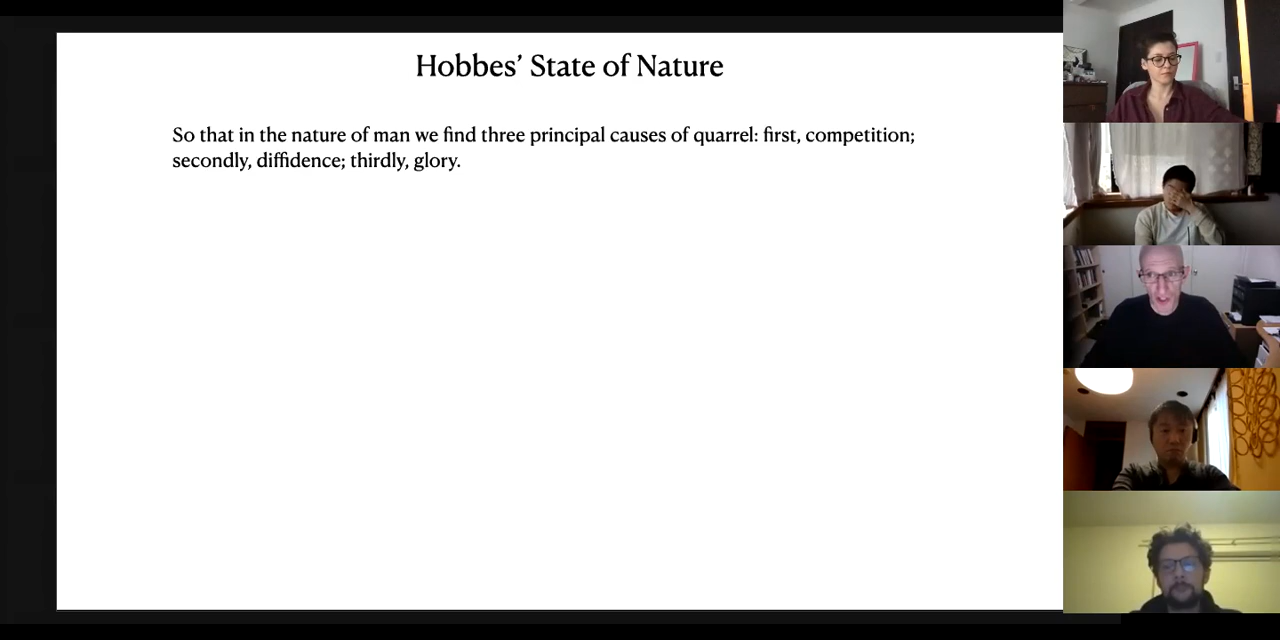 Hobbes’ State of Nature
So that in the nature of man we find three principal causes of quarrel: first, competition;
secondly, diffidence; thirdly, glory.